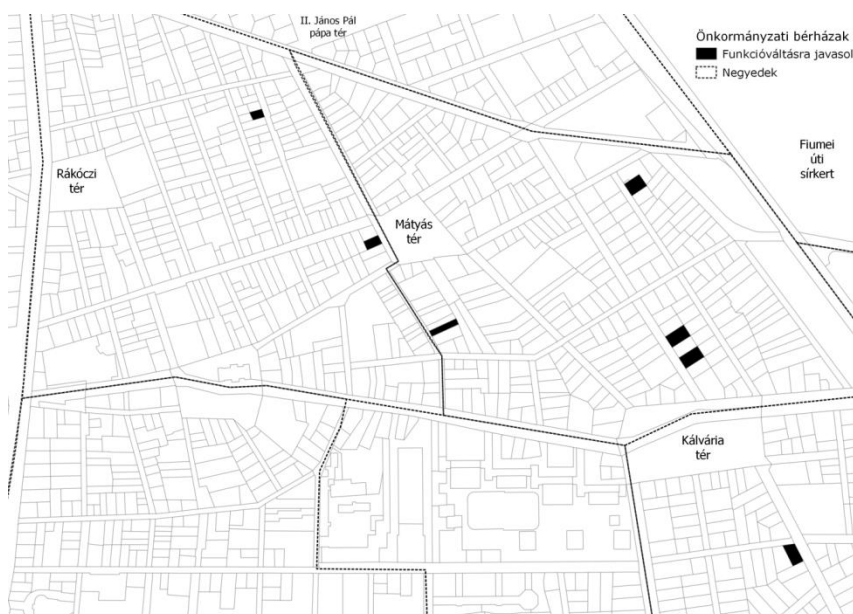 II. János Pál
pápa tér
Önkormányzati bérházak
Funkcióváltásra javasol
Negyedek
Fiumei
úti
sírkert
Rákóczi
tér
Mátyás
tér
Kálvária
tér